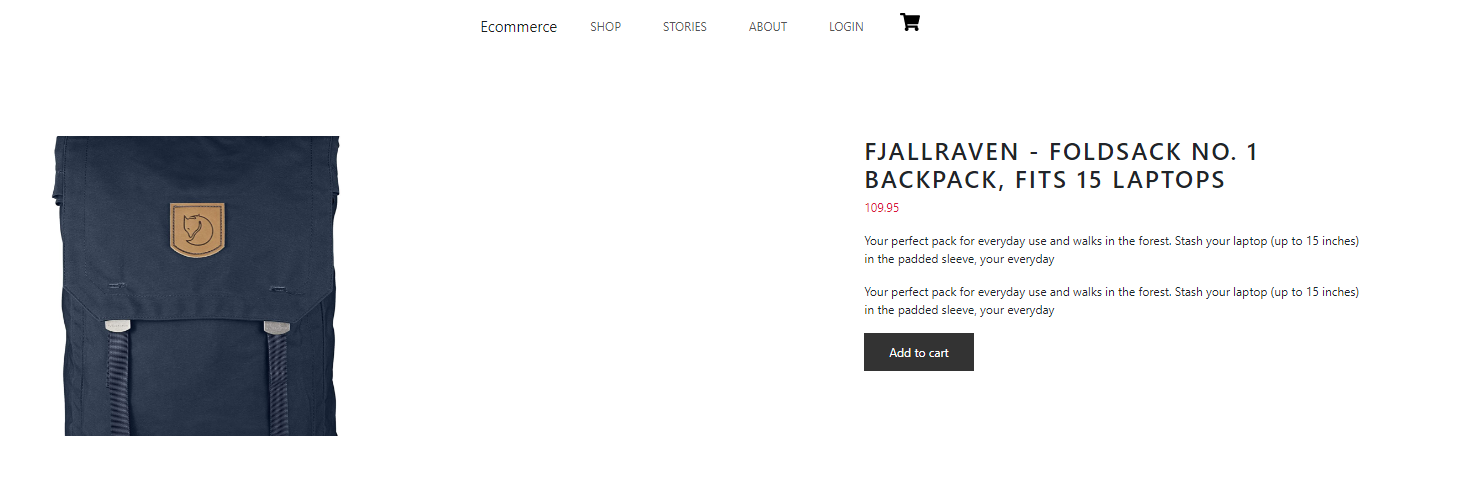 Ecommerce SHOP STORIES ABOUT LOGIN
FJALLRAVEN - FOLDSACK NO. 1
BACKPACK, FITS 15 LAPTOPS
109.95
Your perfect pack for everyday use and walks in the forest. Stash your laptop (up to 15 inches)
in the padded sleeve, your everyday
Your perfect pack for everyday use and walks in the forest. Stash your laptop (up to 15 inches)
in the padded sleeve, your everyday
Add to cart